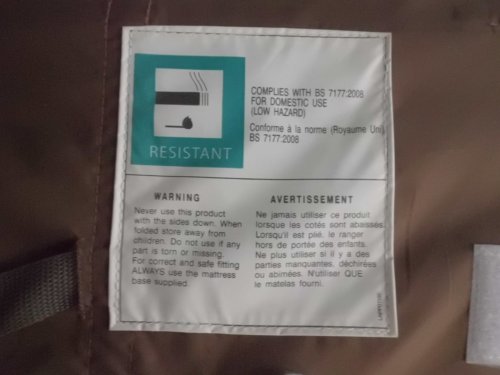 RESISTANT
COMPLIES WITH BS 7177:2008
FOR DOMESTIC USE
(LOW HAZARD)
Conforme à la norme (Royaume Uni)
BS 7177:2008
WARNING
Never use this product
with the sides down. When
folded store away from
children. Do not use if any
part is torn or missing.
For correct and safe fitting
ALWAYS use the mattress
base supplied.
AVERTISSEMENT
Ne jamais utiliser ce produit
lorsque les cotés sont abaissés.
Lorsqu'il est plié, le ranger
hors de portée des enfants.
Ne plus utiliser si il y a des
parties manquantes, déchirées
ou abimées. N'utiliser QUE
le matelas fourni.